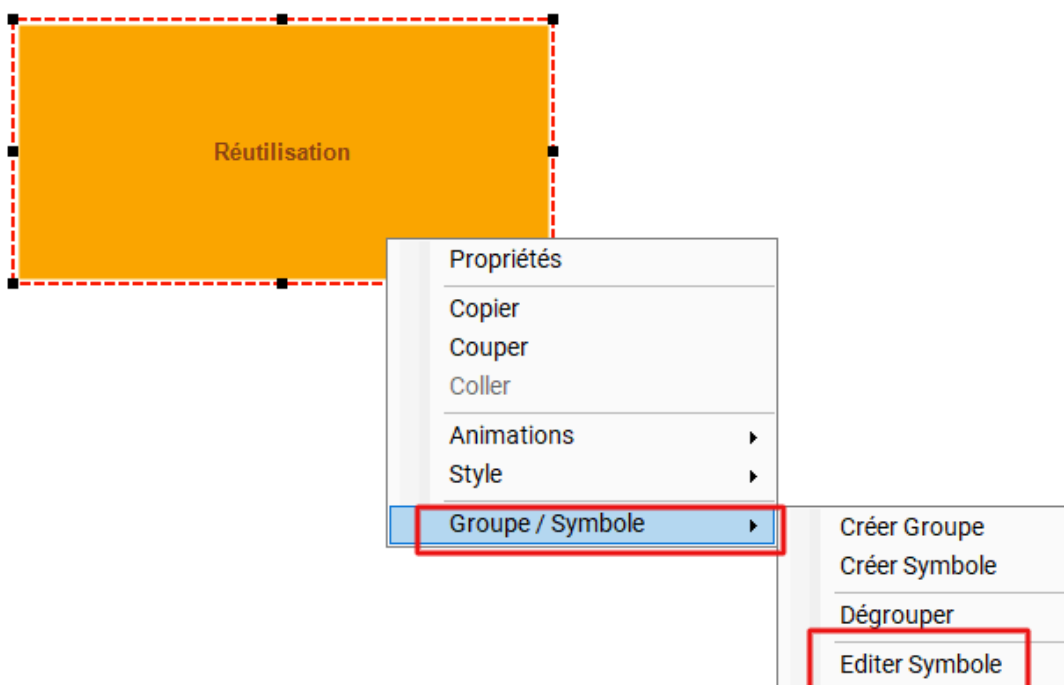 Réutilisation
Propriétés
Copier
Couper
Coller
Animations
Style
Groupe / Symbole
Créer Groupe
Créer Symbole
Dégrouper
Editer Symbole